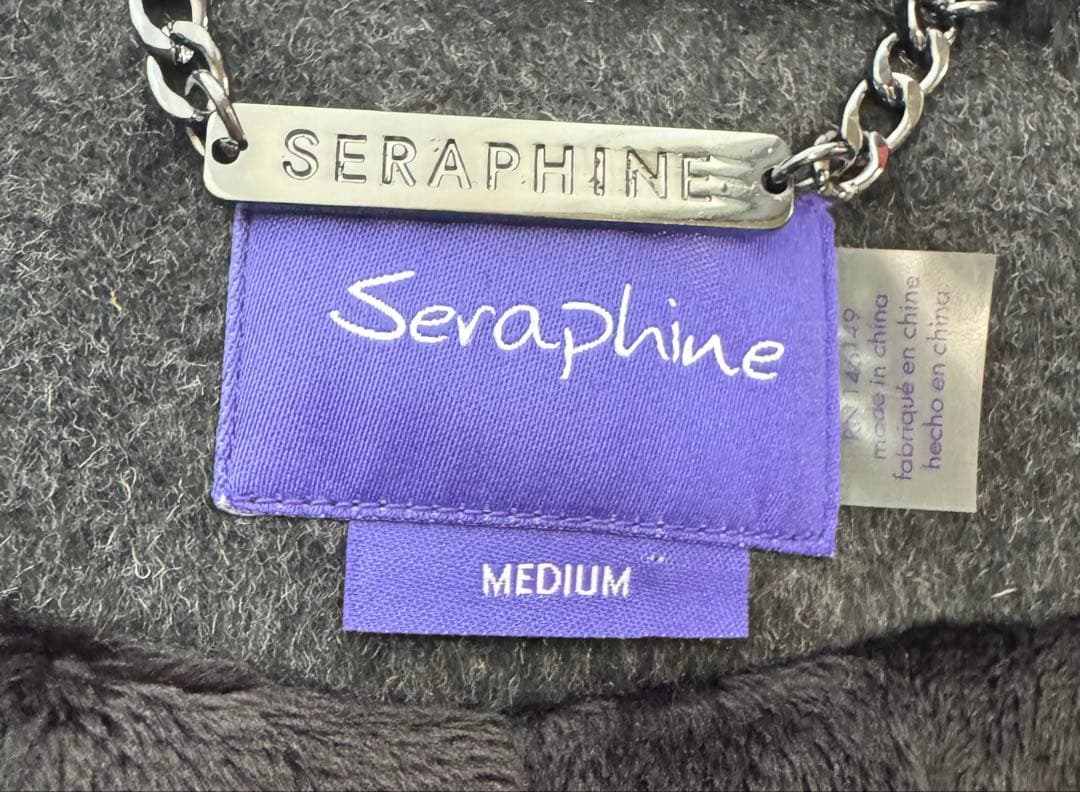 SERAPHINE
Seraphine
MEDIUM
made in china
fabriqué en chine
hecho en china